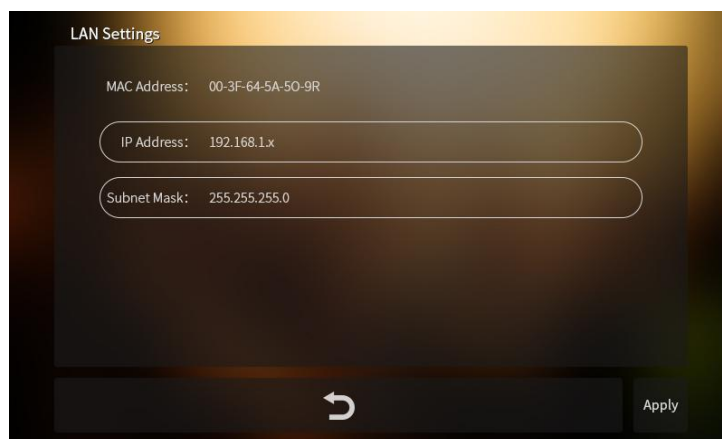 LAN Settings
MAC Address: 00-3F-64-5A-5O-9R
IP Address: 192.168.1.x
Subnet Mask: 255.255.255.0
Apply